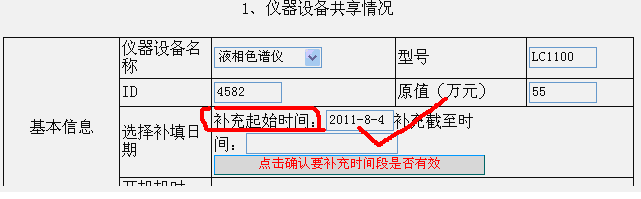 1、仪器设备共享情况
仪器设备名称 液相色谱仪 型号 LC1100
ID 4582 原值（万元） 55
基本信息
选择补填日期
补充起始时间： 2011-8-4 补充截至时间：
点击确认要补充时间段是否有效